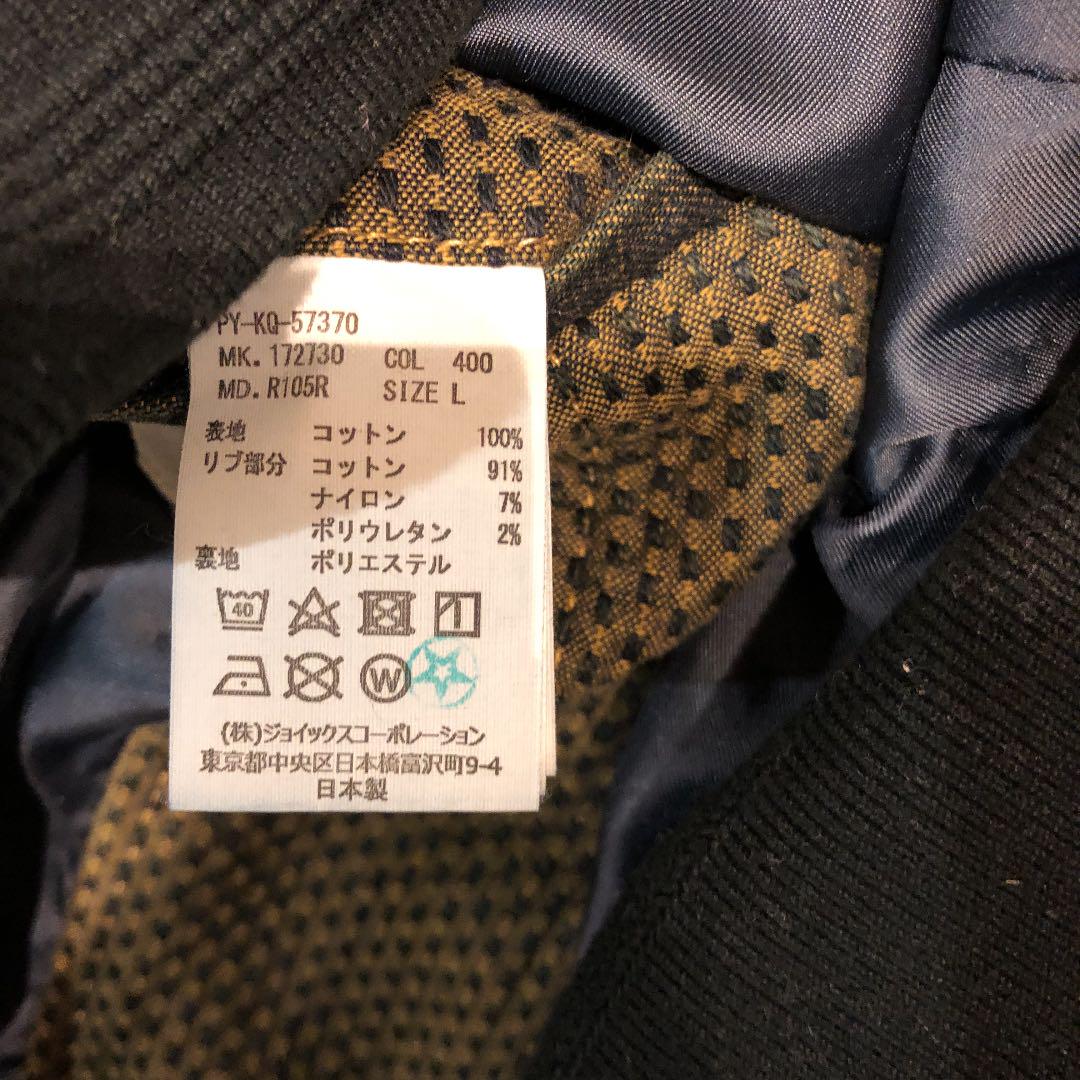 PY-KQ-57370
MK. 172730 COL 400
MD. R105R SIZE L
表地 コットン 100%
リブ部分 コットン 91%
ナイロン 7%
ポリウレタン 2%
裏地 ポリエステル
40
W
(株)ジョイックスコーポレーション
東京都中央区日本橋富沢町9-4
日本製